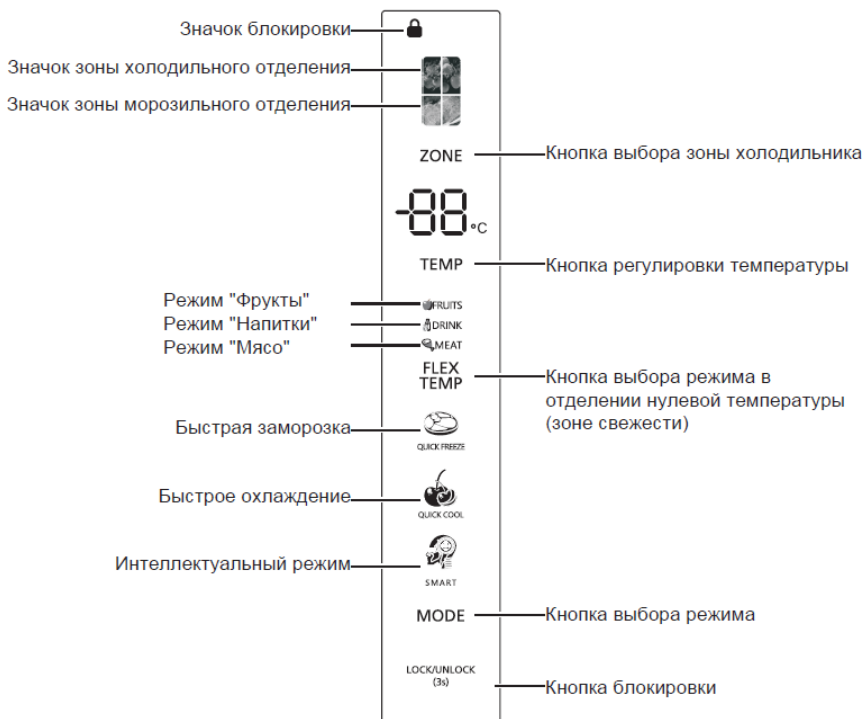 Значок блокировки
Значок зоны холодильного отделения
Значок зоны морозильного отделения
ZONE
Кнопка выбора зоны холодильника
-88°C
TEMP
Кнопка регулировки температуры
Режим "Фрукты"
FRUITS
Режим "Напитки"
DRINK
Режим "Мясо"
MEAT
FLEX
TEMP
Кнопка выбора режима в
отделении нулевой температуры
(зоне свежести)
Быстрая заморозка
QUICK FREEZE
Быстрое охлаждение
QUICK COOL
Интеллектуальный режим
SMART
MODE
Кнопка выбора режима
LOCK/UNLOCK
(3s)
Кнопка блокировки